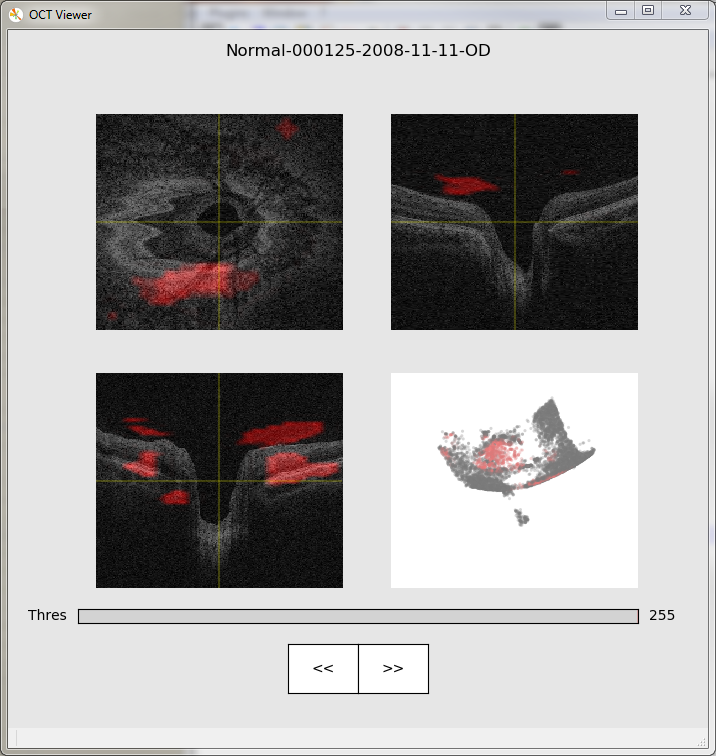 OCT Viewer
Normal-000125-2008-11-11-OD
Thres 255
<< >>